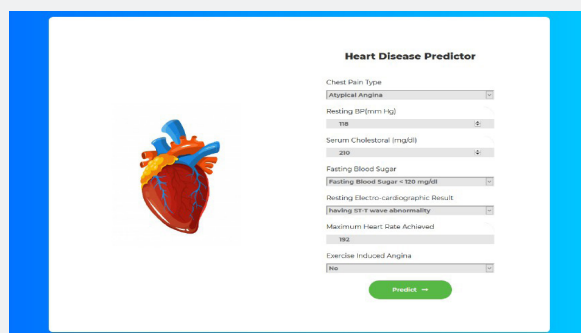 Heart Disease Predictor
Chest Pain Type
Atypical Angina
Resting BP(mm Hg)
118
Serum Cholestoral (mg/dl)
210
Fasting Blood Sugar
Fasting Blood Sugar < 120 mg/dl
Resting Electro-cardiographic Result
having ST-T wave abnormality
Maximum Heart Rate Achieved
192
Exercise Induced Angina
No
Predict →